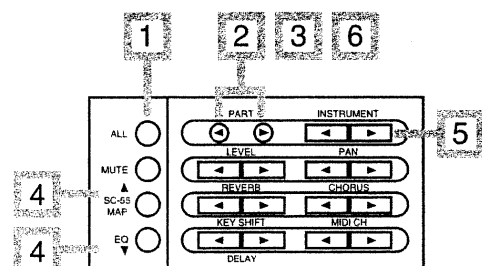 1 2 3 6
PART INSTRUMENT
ALL
5
LEVEL PAN
MUTE
4
REVERB CHORUS
SC-55
MAP
KEY SHIFT MIDI CH
4
EQ
DELAY